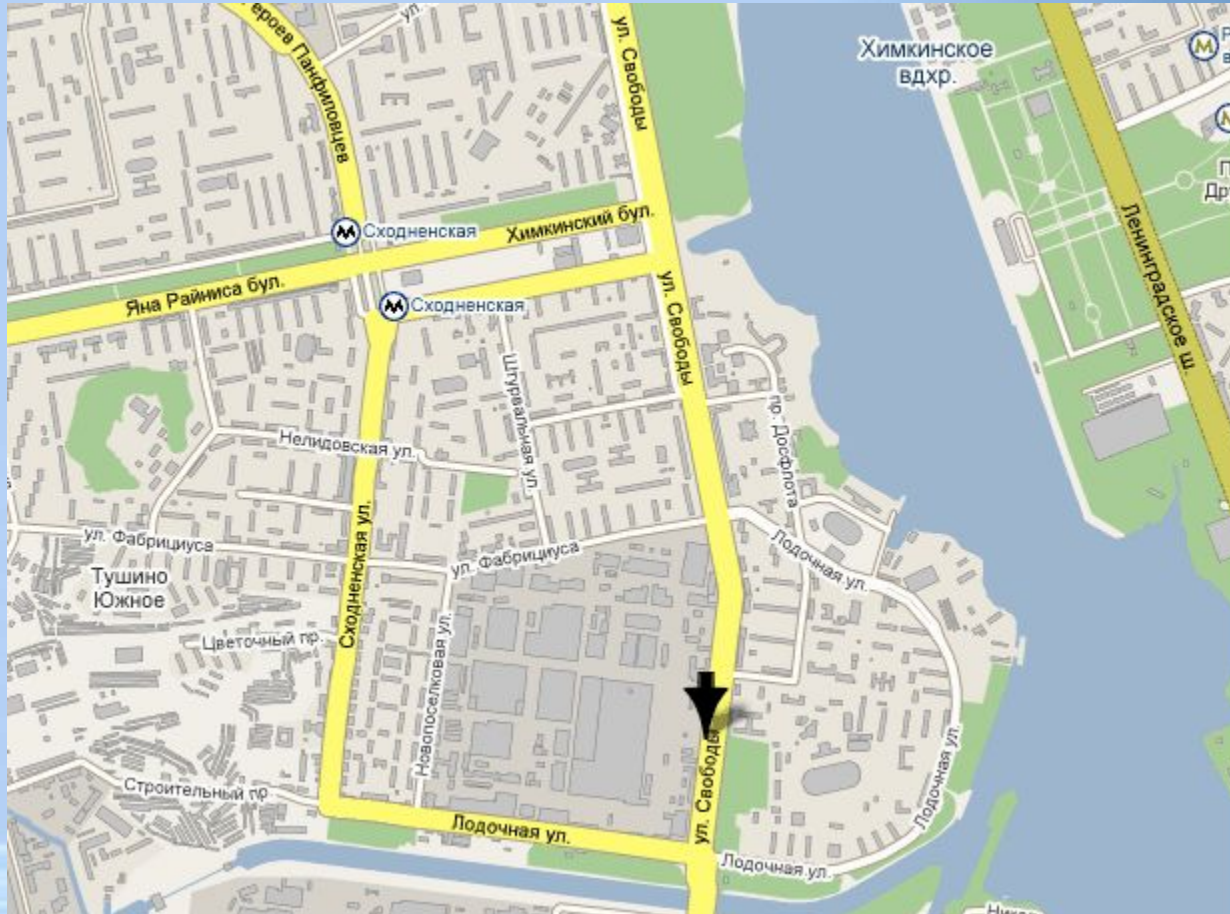 Героев Панфиловцев
ул.
ул. Свободы
Химкинское
вдхр.
Сходненская
Химкинский бул.
Яна Райниса бул.
Сходненская
ул. Свободы
Ленинградское ш.
Штурвальная ул.
пр. Досфлота
Нелидовская ул.
ул. Фабрициуса
ул. Фабрициуса
Лодочная ул.
Тушино
Южное
Сходненская ул.
Цветочный пр.
Новопоселковая ул.
ул. Свободы
Лодочная ул.
Строительный пр
Лодочная ул.
Лодочная ул.